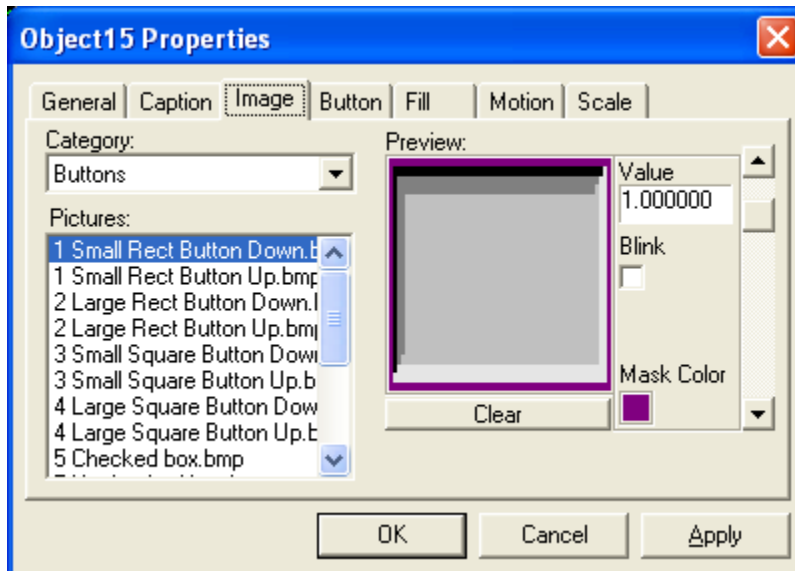 Object15 Properties
General Caption Image Button Fill Motion Scale
Category:
Buttons
Pictures:
1 Small Rect Button Down.b
1 Small Rect Button Up.bmp
2 Large Rect Button Down.
2 Large Rect Button Up.bmp
3 Small Square Button Down
3 Small Square Button Up.b
4 Large Square Button Dow
4 Large Square Button Up.b
5 Checked box.bmp
Preview:
Clear
Value
1.000000
Blink
Mask Color
OK Cancel Apply